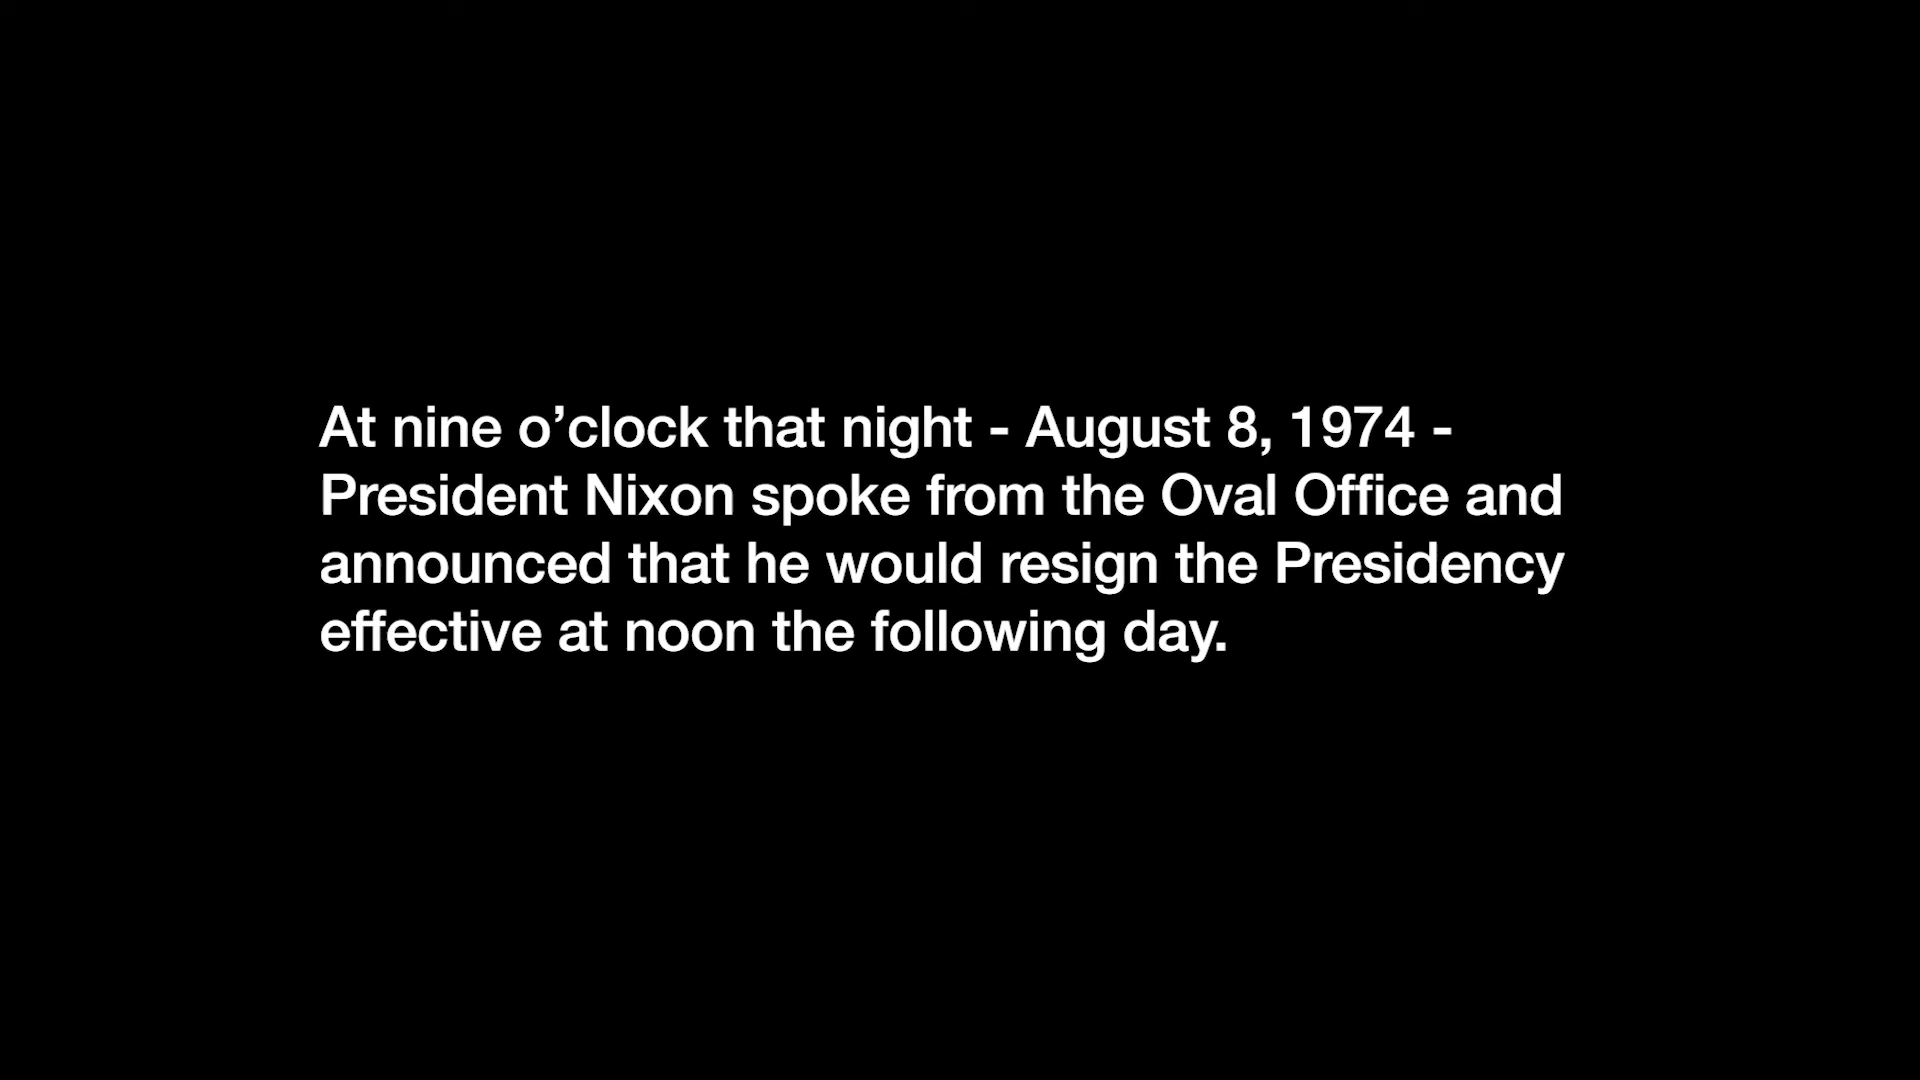 At nine o’clock that night - August 8, 1974 -
President Nixon spoke from the Oval Office and
announced that he would resign the Presidency
effective at noon the following day.